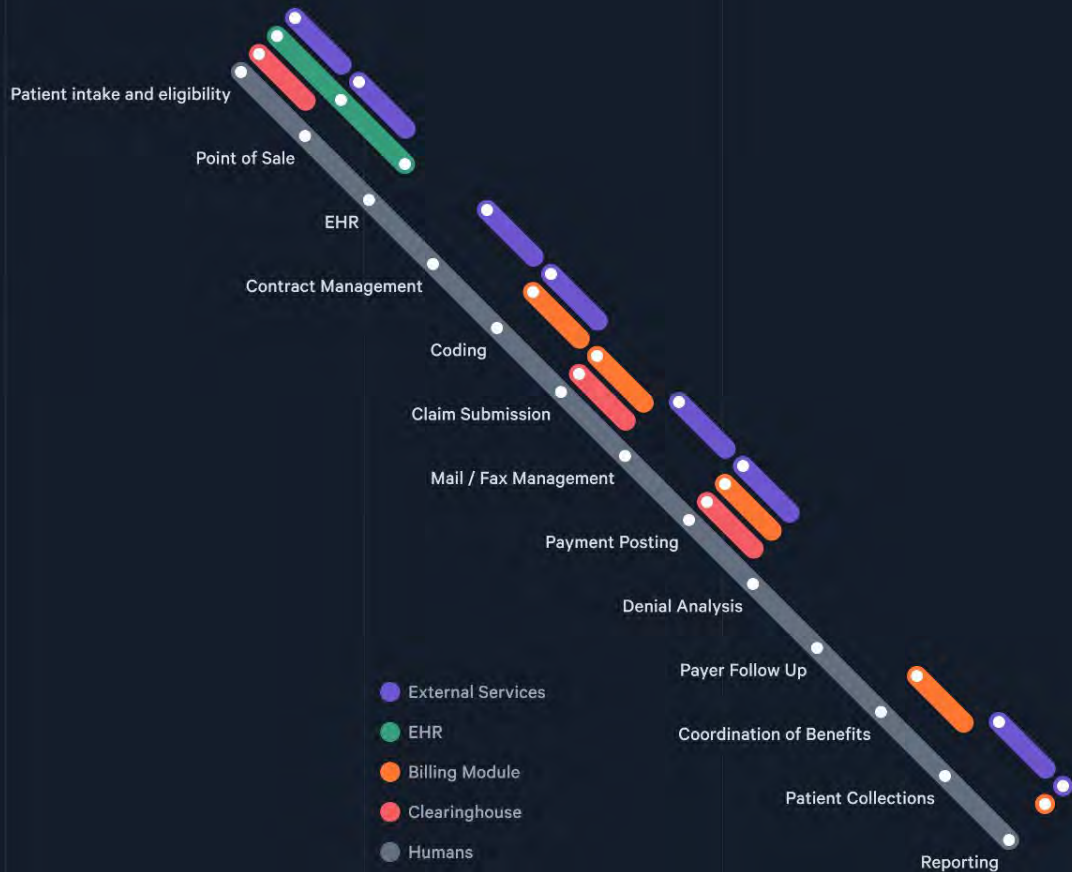 Patient intake and eligibility
Point of Sale
EHR
Contract Management
Coding
Claim Submission
Mail / Fax Management
Payment Posting
Denial Analysis
Payer Follow Up
Coordination of Benefits
Patient Collections
Reporting
External Services
EHR
Billing Module
Clearinghouse
Humans